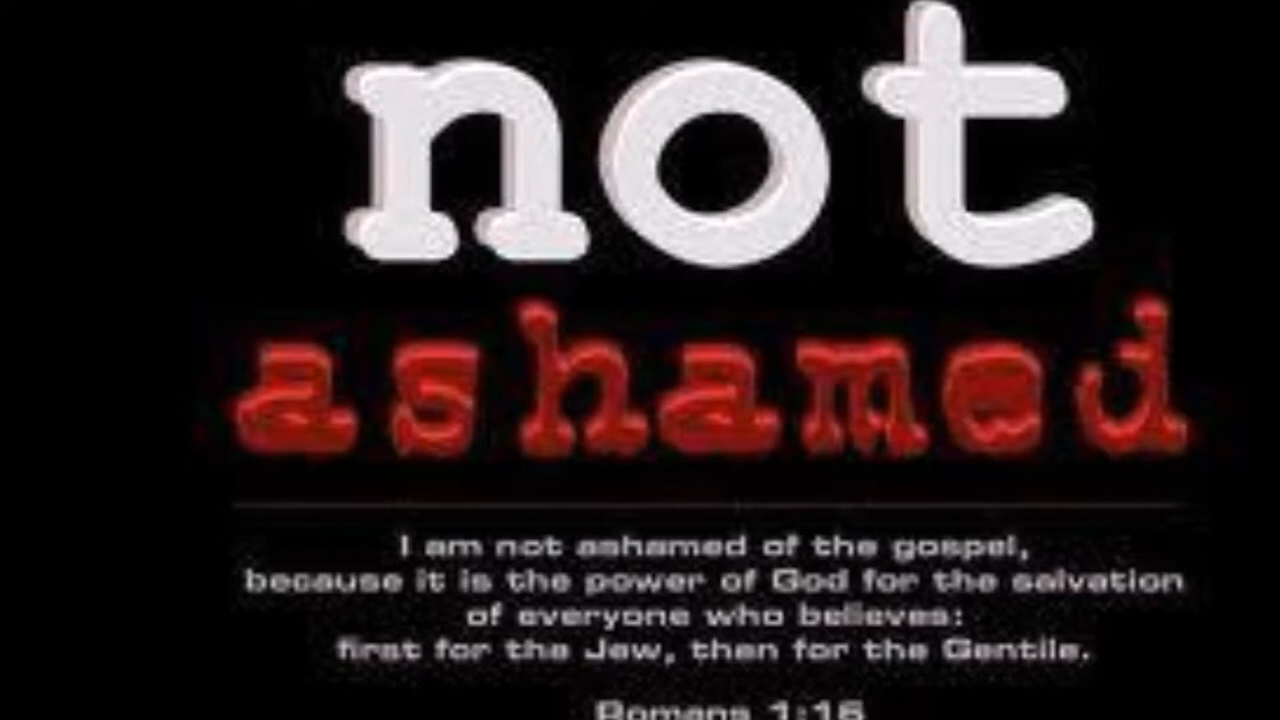 not
ashamed
I am not ashamed of the gospel,
because it is the power of God for the salvation
of everyone who believes:
first for the Jew, then for the Gentile.
Romans 1:16